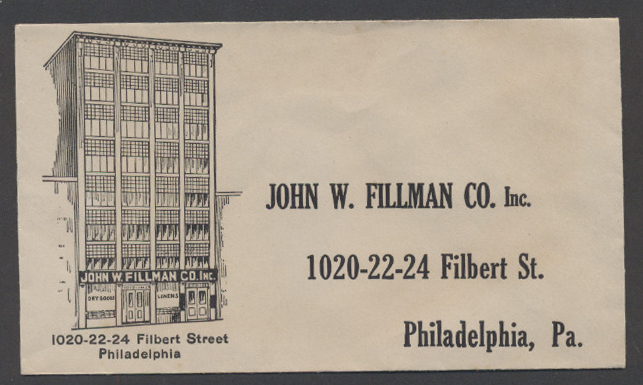 JOHN W. FILLMAN CO. INC.
DRY GOODS
LINENS
1020-22-24 Filbert Street
Philadelphia
JOHN W. FILLMAN CO. Inc.
1020-22-24 Filbert St.
Philadelphia, Pa.